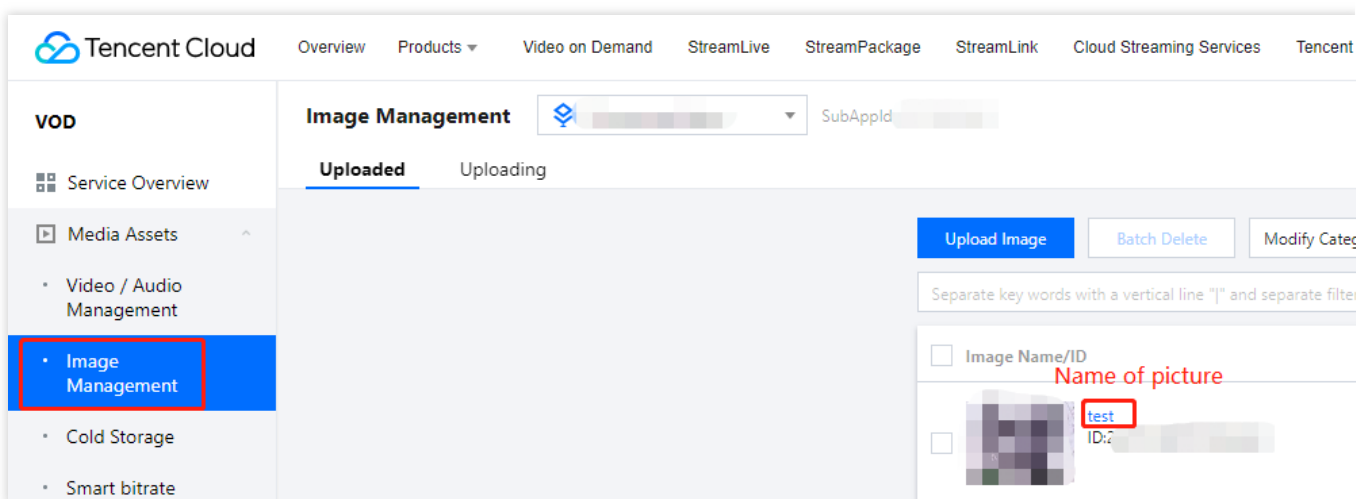 Tencent Cloud Overview Products Video on Demand StreamLive StreamPackage StreamLink Cloud Streaming Services Tencent
VOD
Image Management SubAppId
Uploaded Uploading
Service Overview
Media Assets
Upload Image Batch Delete
Modify
Video / Audio
Management
Separate key words with a vertical line "|" and separate
Image
Management
Image Name/ID
Name of picture
test
ID:2
Cold Storage
Smart bitrate